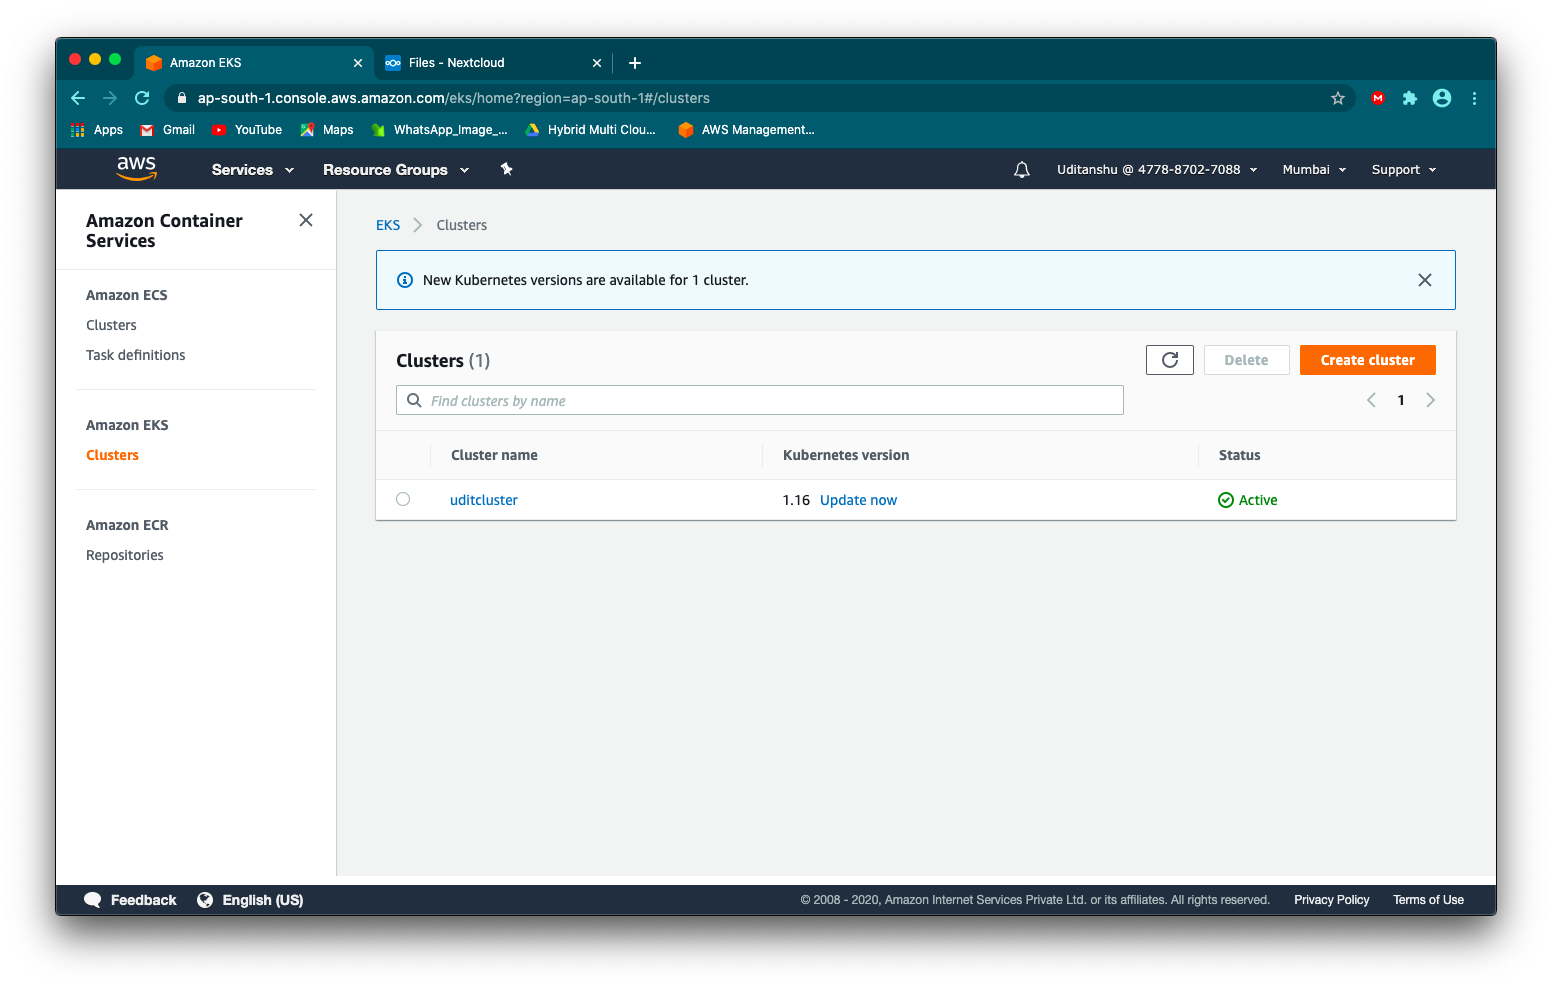 Amazon EKS
Files - Nextcloud
ap-south-1.console.aws.amazon.com/eks/home?region=ap-south-1#/clusters
Apps Gmail YouTube Maps WhatsApp_Image_... Hybrid Multi Clou... AWS Management...
aws Services Resource Groups Uditanshu @ 4778-8702-7088 Mumbai Support
Amazon Container
Services
Amazon ECS
Clusters
Task definitions
Amazon EKS
Clusters
Amazon ECR
Repositories
EKS Clusters
New Kubernetes versions are available for 1 cluster.
Clusters (1)
Delete
Create cluster
Find clusters by name
1
Cluster name Kubernetes version Status
uditcluster 1.16 Update now Active
Feedback English (US) © 2008 - 2020, Amazon Internet Services Private Ltd. or its affiliates. All rights reserved. Privacy Policy Terms of Use